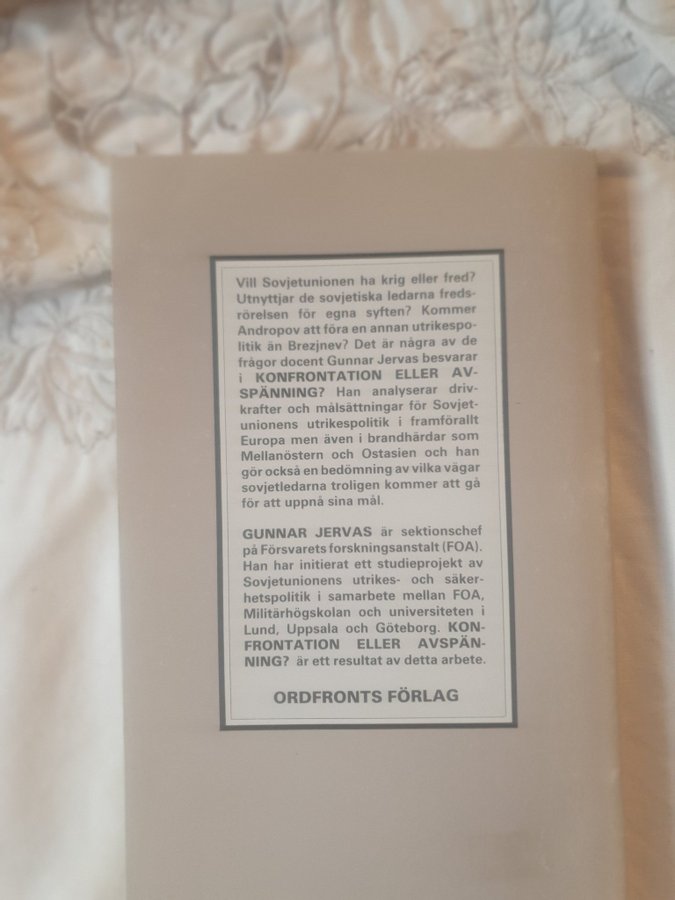 Vill Sovjetunionen ha krig eller fred?
Utnyttjar de sovjetiska ledarna freds-
rörelsen för egna syften? Kommer
Andropov att föra en annan utrikespo-
litik än Brezjnev? Det är några av de
frågor docent Gunnar Jervas besvarar
i KONFRONTATION ELLER AV-
SPÄNNING? Han analyserar driv-
krafter och målsättningar för Sovjet-
unionens utrikespolitik i framförallt
Europa men även i brandhärdar som
Mellanöstern och Ostasien och han
gör också en bedömning av vilka vägar
sovjetledarna troligen kommer att gå
för att uppnå sina mål.
GUNNAR JERVAS är sektionschef
på Försvarets forskningsanstalt (FOA).
Han har initierat ett studieprojekt av
Sovjetunionens utrikes- och säker-
hetspolitik i samarbete mellan FOA,
Militärhögskolan och universiteten i
Lund, Uppsala och Göteborg. KON-
FRONTATION ELLER AVSPÄN-
NING? är ett resultat av detta arbete.
ORDFRONTS FÖRLAG